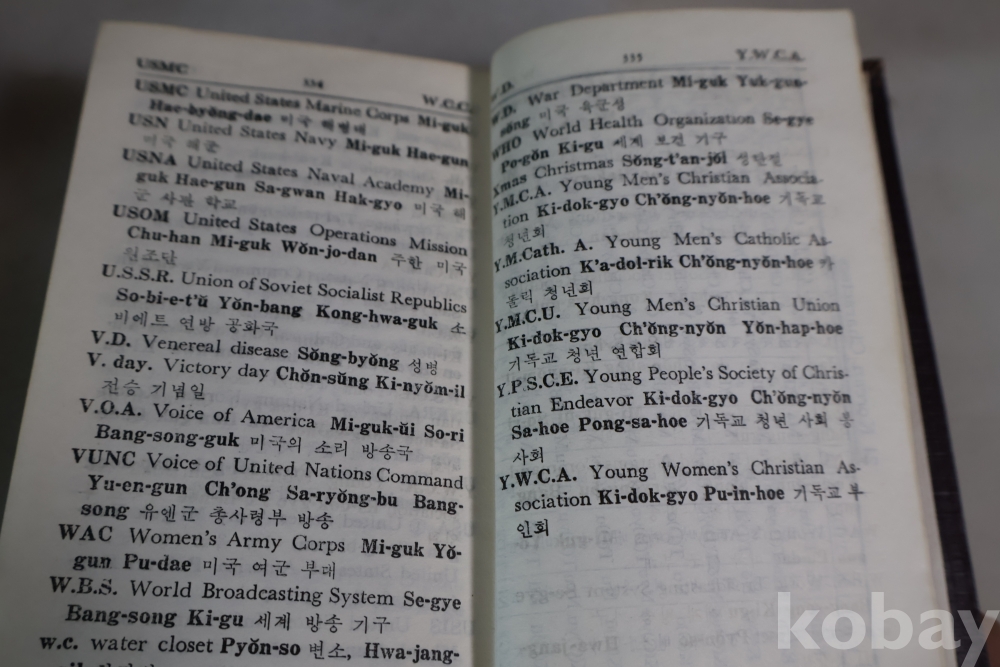 USMC 334 W.C.C.
USMC United States Marine Corps Mi-guk
Hae-byŏng-dae 미국 해병대
USN United States Navy Mi-guk Hae-gun
미국 해군
USNA United States Naval Academy Mi-
guk Hae-gun Sa-gwan Hak-gyo 미국 해
군 사관 학교
USOM United States Operations Mission
Chu-han Mi-guk Wŏn-jo-dan 주한 미국
원조단
U.S.S.R. Union of Soviet Socialist Republics
So-bi-e-t'ŭ Yŏn-bang Kong-hwa-guk 소
비에트 연방 공화국
V.D. Venereal disease Sŏng-byŏng 성병
V. day. Victory day Chŏn-sŭng Ki-nyŏm-il
전승 기념일
V.O.A. Voice of America Mi-guk-ŭi So-ri
Bang-song-guk 미국의 소리 방송국
VUNC Voice of United Nations Command
Yu-en-gun Ch'ong Sa-ryŏng-bu Bang-
song 유엔군 총사령부 방송
WAC Women's Army Corps Mi-guk Yŏ-
gun Pu-dae 미국 여군 부대
W.B.S. World Broadcasting System Se-gye
Bang-song Ki-gu 세계 방송 기구
w.c. water closet Pyŏn-so 변소, Hwa-jang-
W.D. 335 Y.W.C.A.
W.D. War Department Mi-guk Yuk-gun-
sŏng 미국 육군성
WHO World Health Organization Se-gye
Po-gŏn Ki-gu 세계 보건 기구
Xmas Christmas Sŏng-t'an-jŏl 성탄절
Y.M.C.A. Young Men's Christian Associa-
tion Ki-dok-gyo Ch'ŏng-nyŏn-hoe 기독교
청년회
Y.M.Cath. A. Young Men's Catholic As-
sociation K'a-dol-rik Ch'ŏng-nyŏn-hoe 카
돌릭 청년회
Y.M.C.U. Young Men's Christian Union
Ki-dok-gyo Ch'ŏng-nyŏn Yŏn-hap-hoe
기독교 청년 연합회
Y.P.S.C.E. Young People's Society of Chris-
tian Endeavor Ki-dok-gyo Ch'ŏng-nyŏn
Sa-hoe Pong-sa-hoe 기독교 청년 사회 봉
사회
Y.W.C.A. Young Women's Christian As-
sociation Ki-dok-gyo Pu-in-hoe 기독교 부
인회
kobay